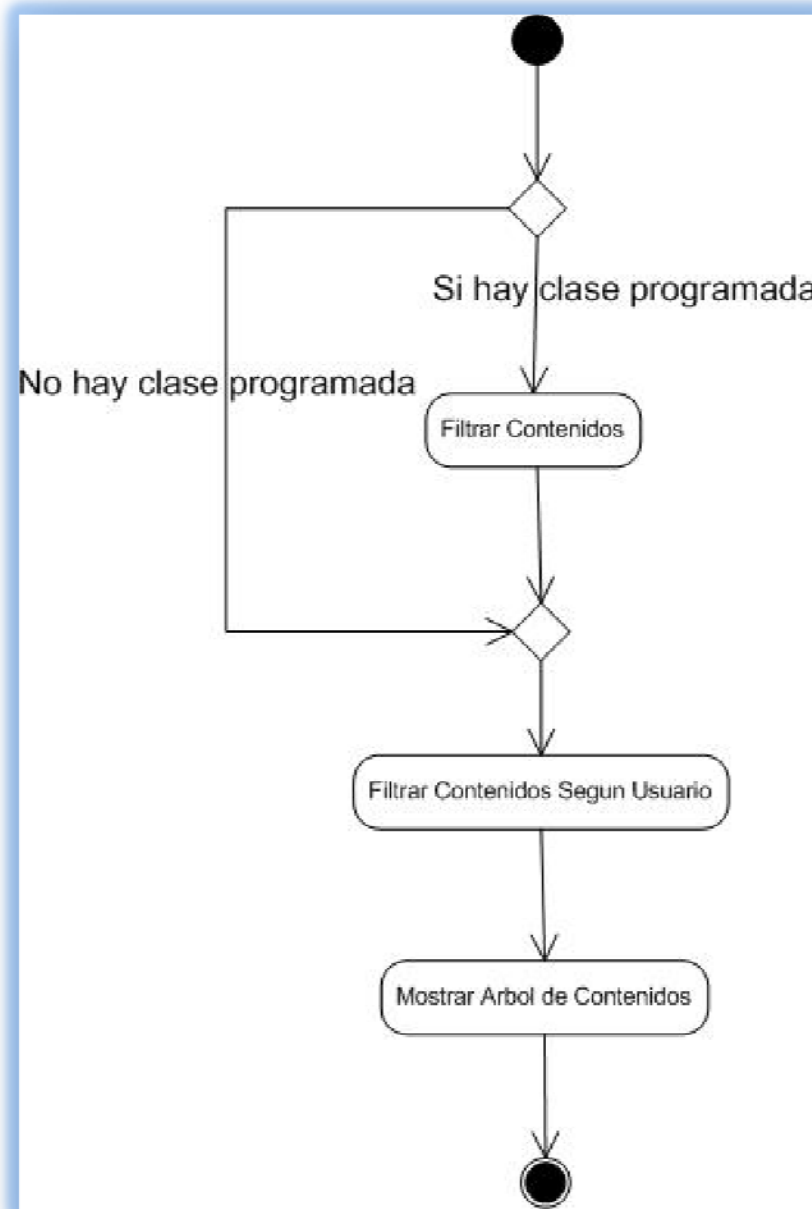 Si hay clase programada
No hay clase programada
Filtrar Contenidos
Filtrar Contenidos Segun Usuario
Mostrar Arbol de Contenidos